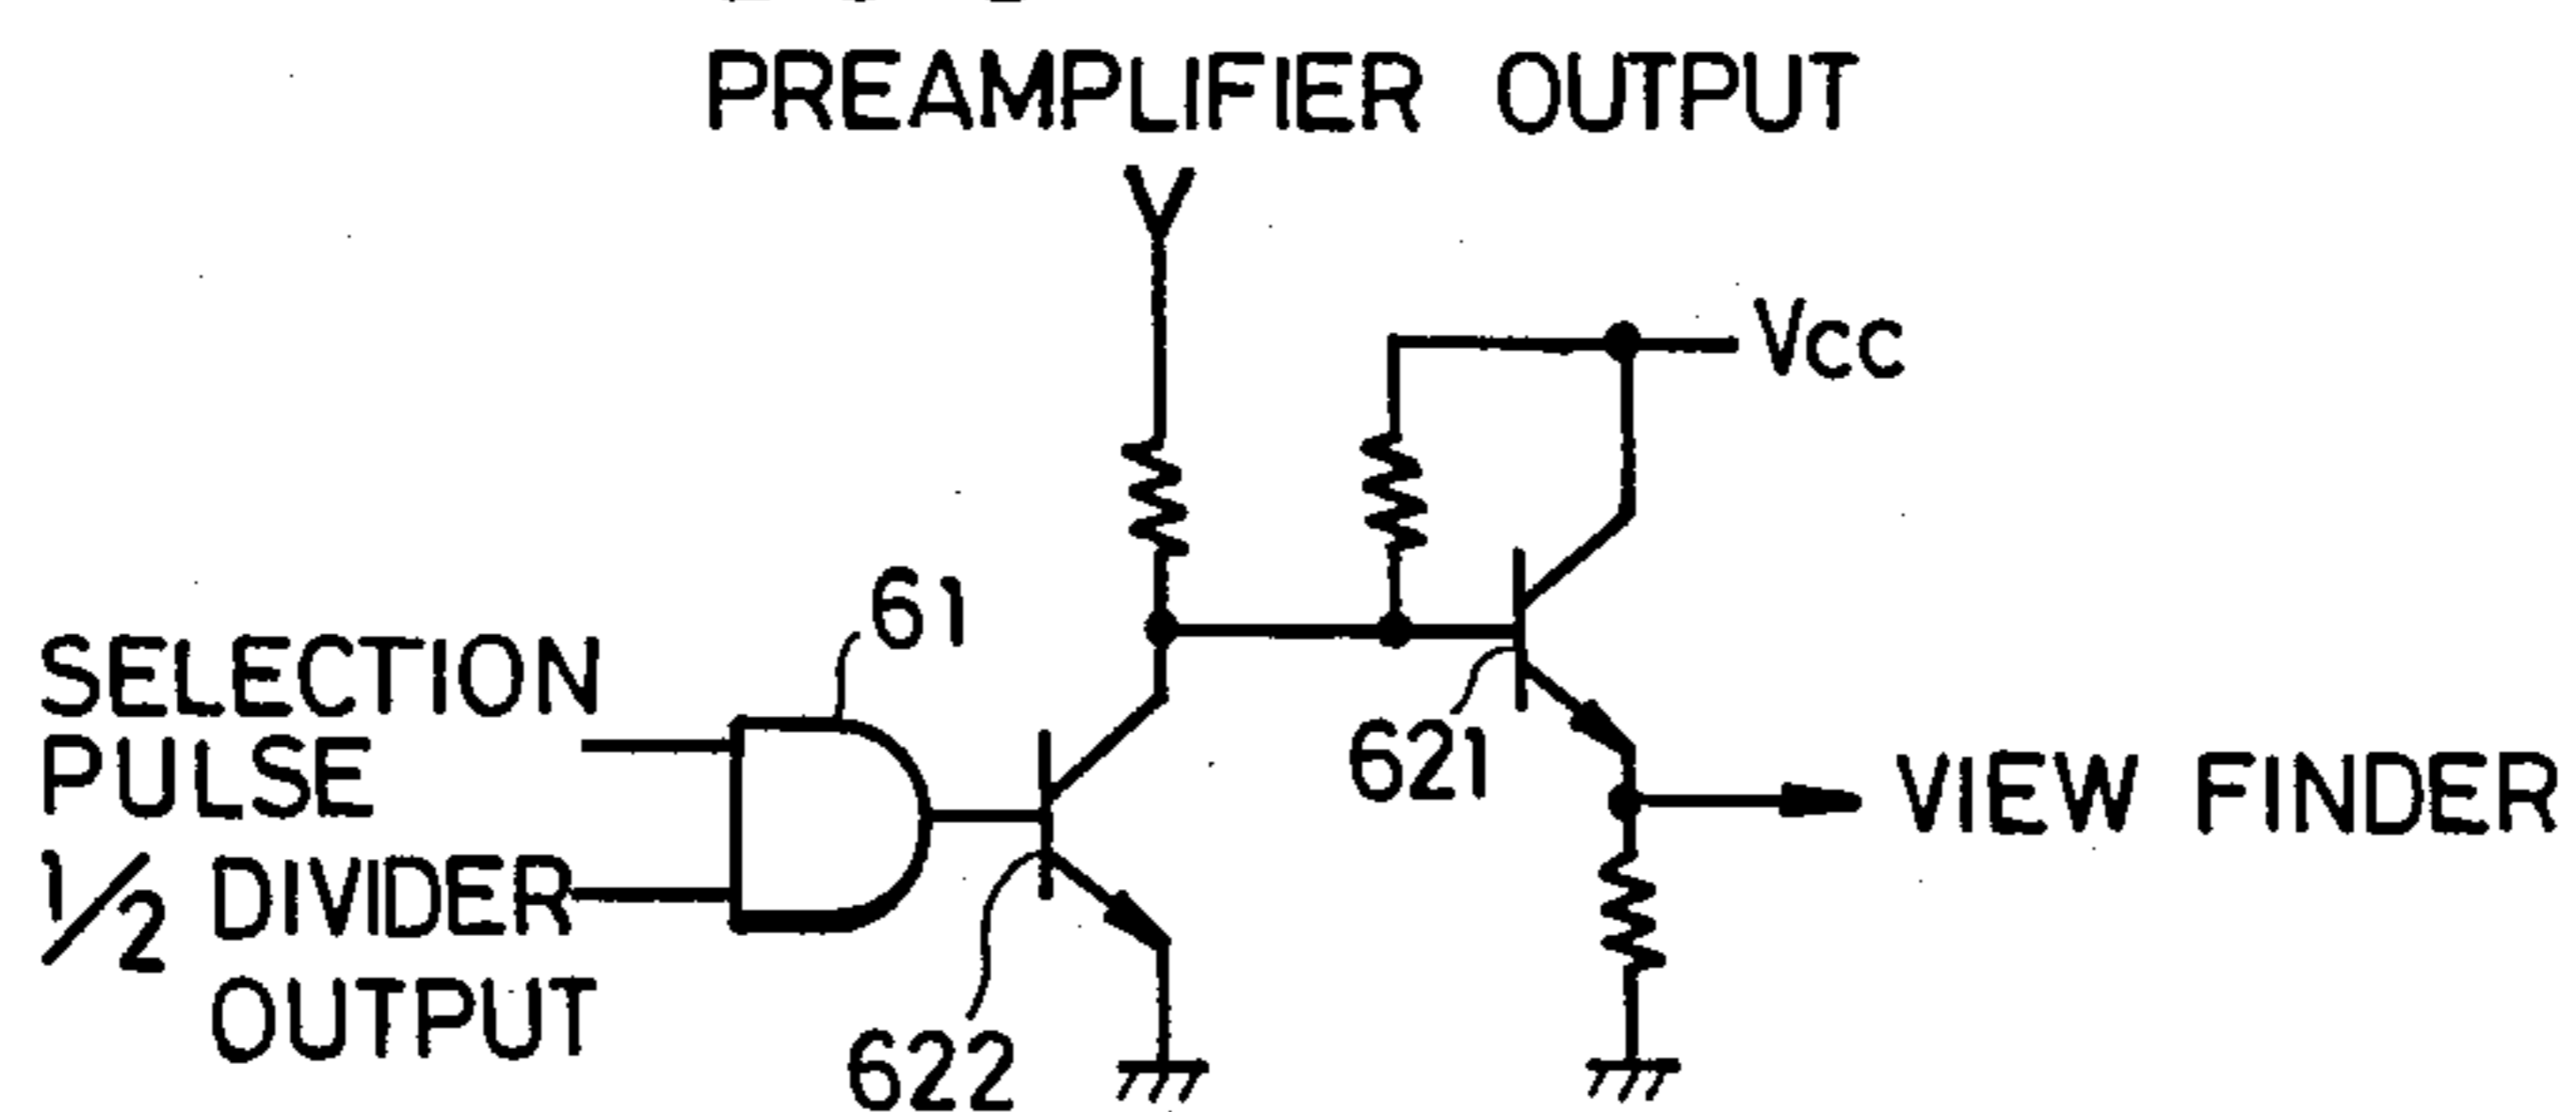 PREAMPLIFIER OUTPUT
Vcc
61
SELECTION
PULSE
621
VIEW FINDER
1/2 DIVIDER
OUTPUT
622